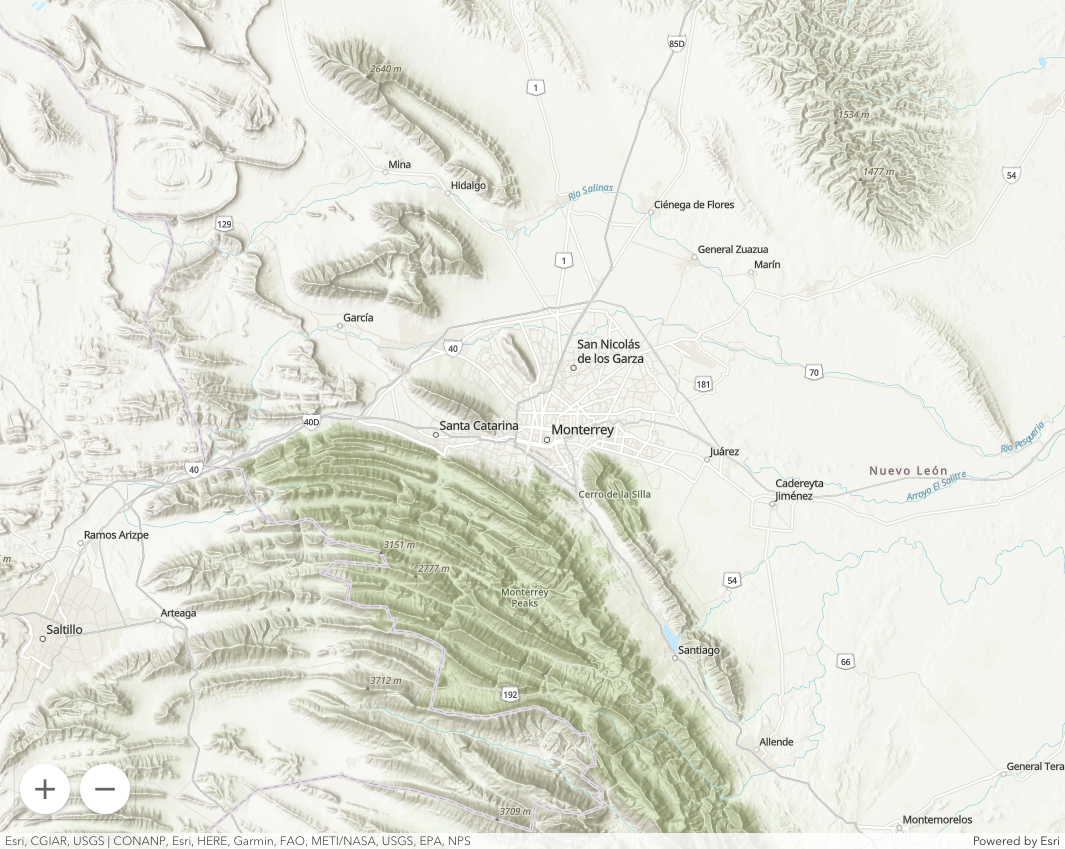 85D
2640 m
1
1534 m
Mina
1477 m
54
Hidalgo
Río Salinas
Ciénega de Flores
129
General Zuazua
1
Marín
García
San Nicolás
de los Garza
40
70
181
40D
Santa Catarina
Monterrey
Juárez
40
Nuevo León
Río Pesquería
Cadereyta
Jiménez
Arroyo El Salitre
Cerro de la Silla
Ramos Arizpe
3151 m
m
2777 m
54
Monterrey
Peaks
Arteaga
Saltillo
Santiago
66
3712 m
192
Allende
General Tera
3709 m
Montemorelos
Esri, CGIAR, USGS | CONANP, Esri, HERE, Garmin, FAO, METI/NASA, USGS, EPA, NPS
Powered by Esri